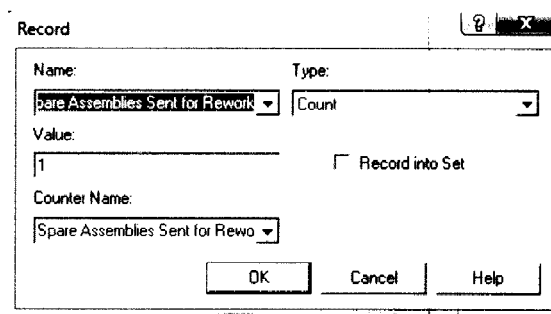 Record
Name:
Type:
pare Assemblies Sent for Rework
Count
Value:
1
Record into Set
Counter Name:
Spare Assemblies Sent for Rewo
OK
Cancel
Help